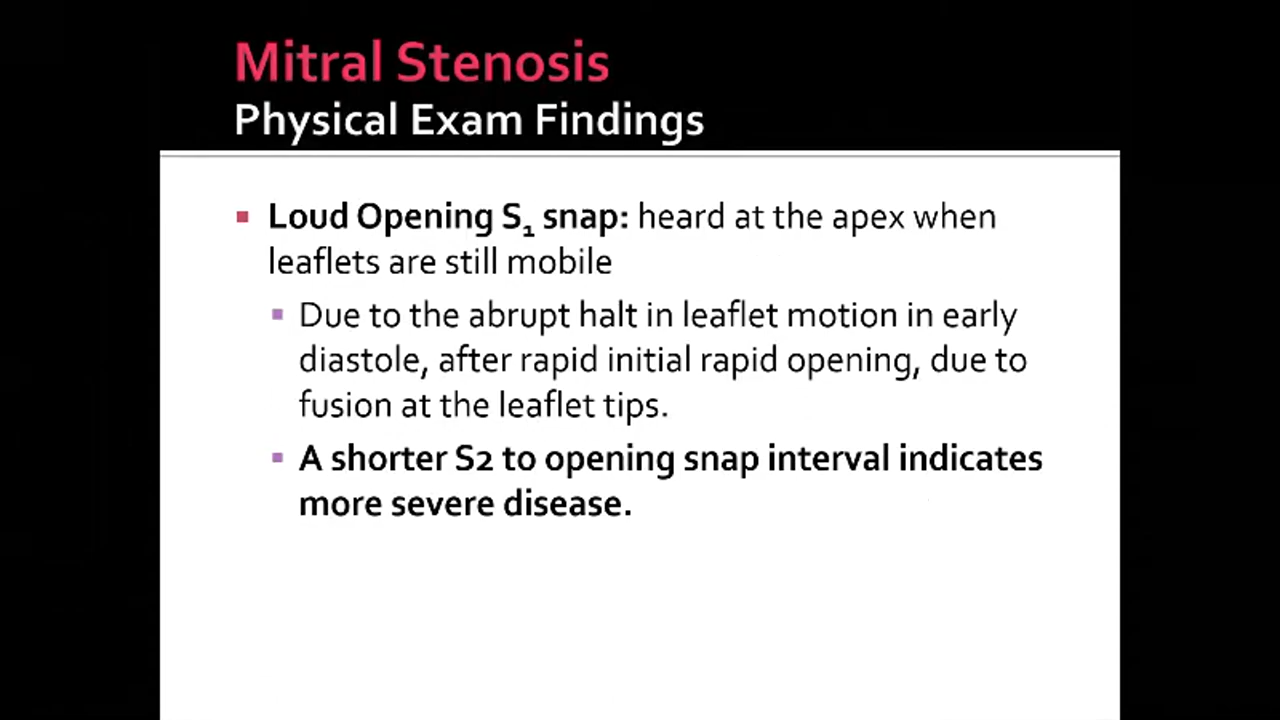 Mitral Stenosis
Physical Exam Findings
Loud Opening S₁ snap: heard at the apex when
leaflets are still mobile
Due to the abrupt halt in leaflet motion in early
diastole, after rapid initial rapid opening, due to
fusion at the leaflet tips.
A shorter S2 to opening snap interval indicates
more severe disease.